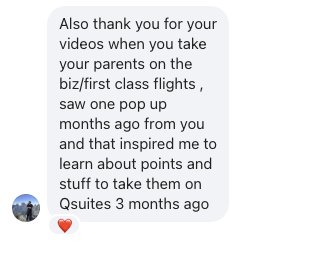 Also thank you for your
videos when you take
your parents on the
biz/first class flights ,
saw one pop up
months ago from you
and that inspired me to
learn about points and
stuff to take them on
Qsuites 3 months ago